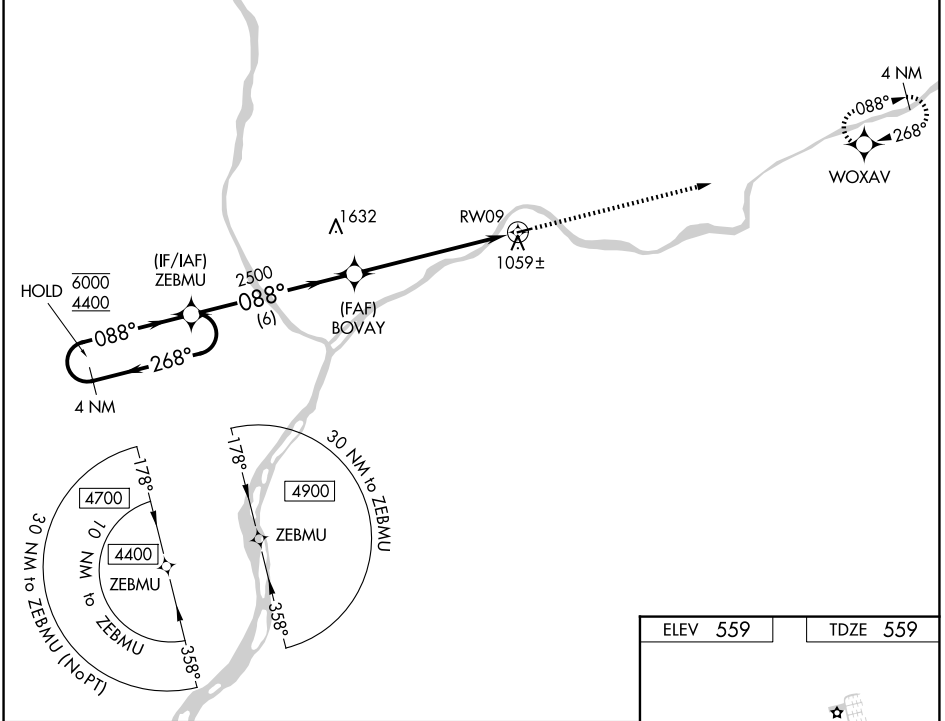 4 NM
088°
268°
WOXAV
1632
RW09
1059±
(IF/IAF)
ZEBMU
2500
088°
(6)
(FAF)
BOVAY
HOLD
6000
4400
088°
268°
4 NM
178°
4700
10 NM to ZEBMU
4400
ZEBMU
30 NM to ZEBMU (NoPT)
358°
178°
30 NM to ZEBMU
4900
ZEBMU
358°
ELEV 559
TDZE 559